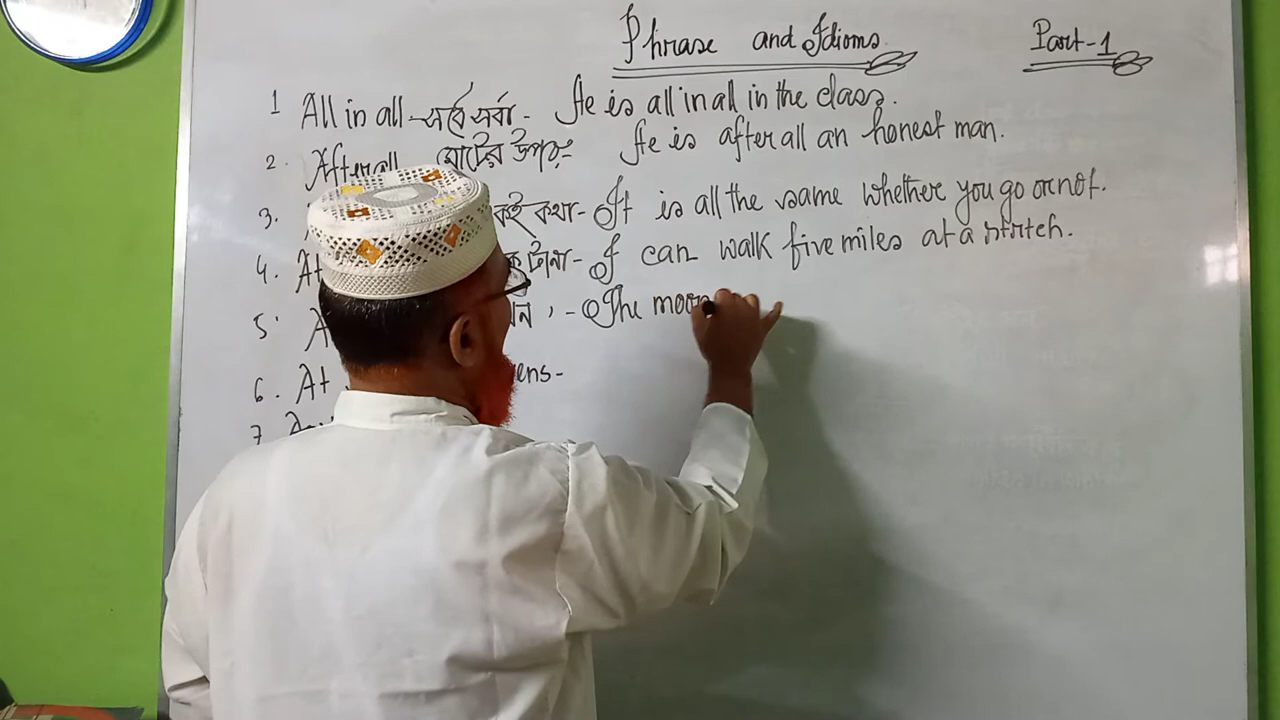 Phrase and Idioms. Part-1
1 All in all - সর্বে সর্বা - He is all in all in the class.
2. After all মোটের উপর:- He is after all an honest man.
3. কই কথা - It is all the same whether you go or not.
4. At টানা - I can walk five miles at a stretch.
5. A ন, - The moon
6. At ens-
7